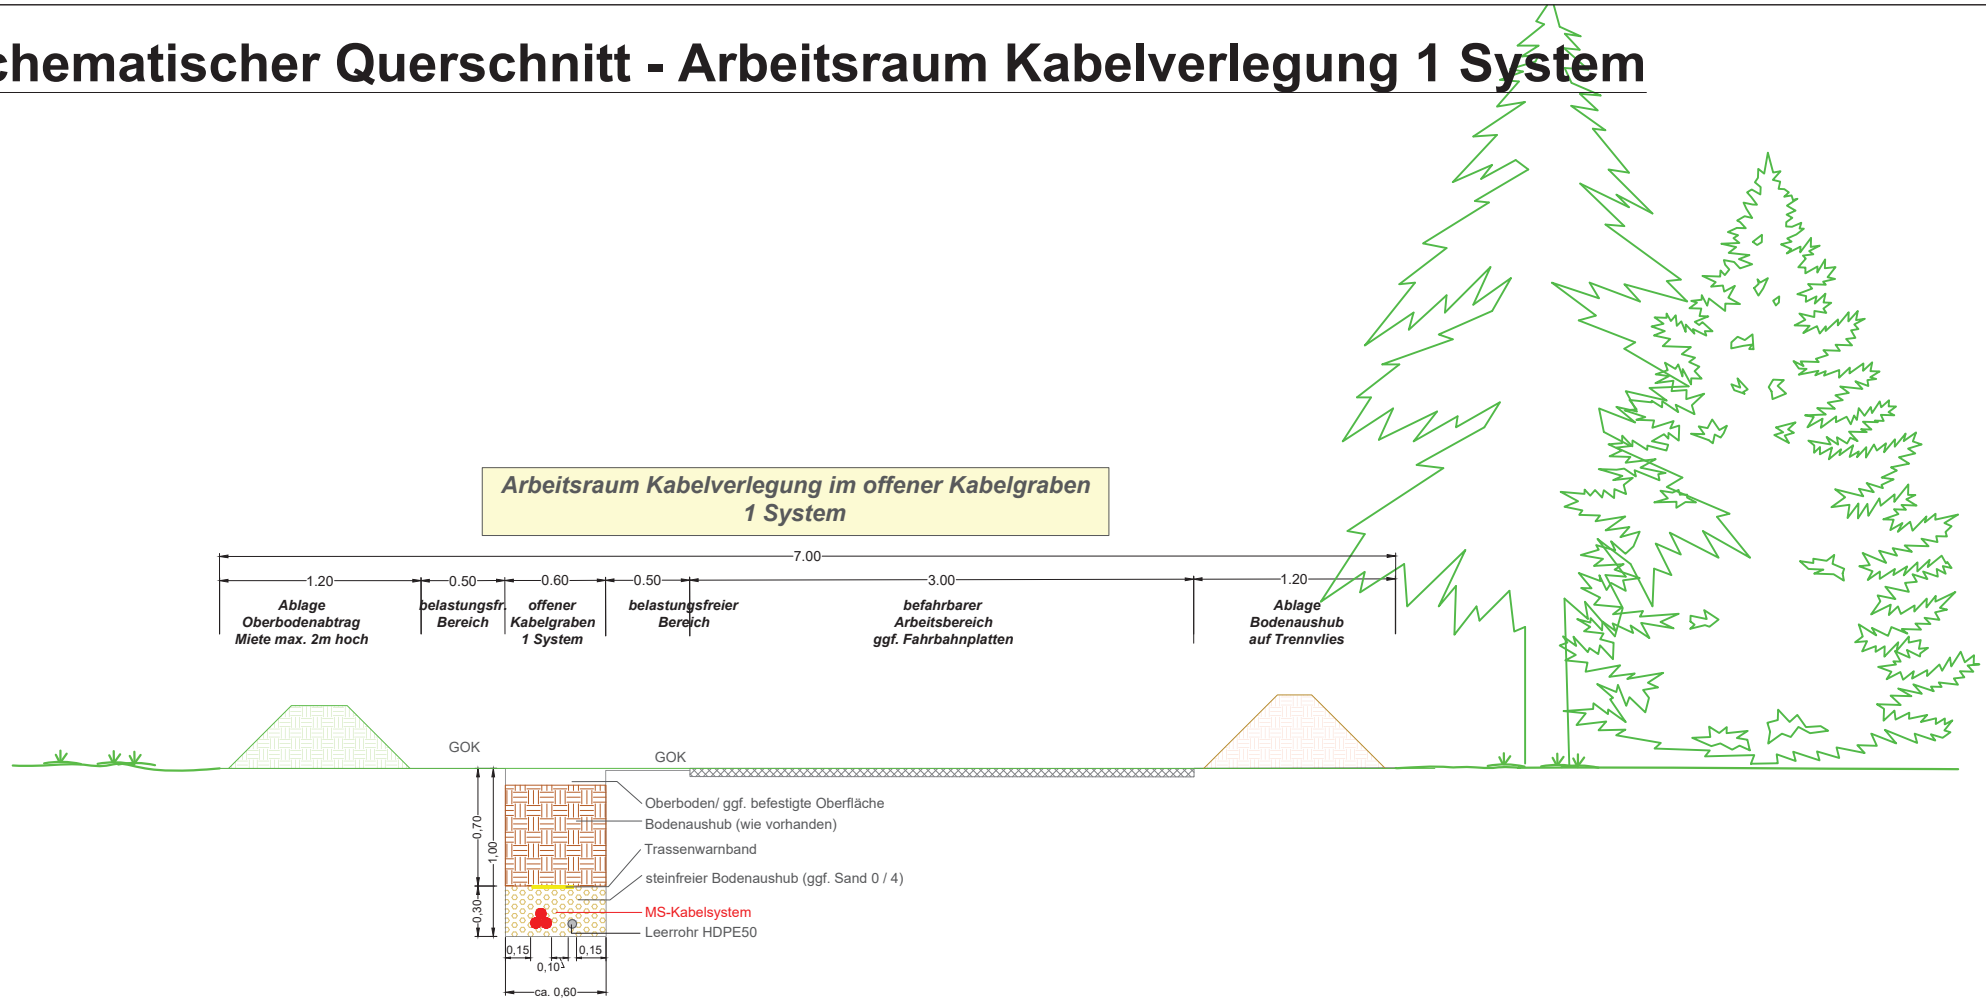 chematischer Querschnitt - Arbeitsraum Kabelverlegung 1 System
Arbeitsraum Kabelverlegung im offener Kabelgraben
1 System
7.00
1.20
0.50
0.60
0.50
3.00
1.20
Ablage
Oberbodenabtrag
Miete max. 2m hoch
belastungsfr.
Bereich
offener
Kabelgraben
1 System
belastungsfreier
Bereich
befahrbarer
Arbeitsbereich
ggf. Fahrbahnplatten
Ablage
Bodenaushub
auf Trennvlies
GOK
GOK
0,70
1,00
0,30
Oberboden/ ggf. befestigte Oberfläche
Bodenaushub (wie vorhanden)
Trassenwarnband
steinfreier Bodenaushub (ggf. Sand 0 / 4)
MS-Kabelsystem
Leerrohr HDPE50
0,15
0,10
0,15
ca. 0,60